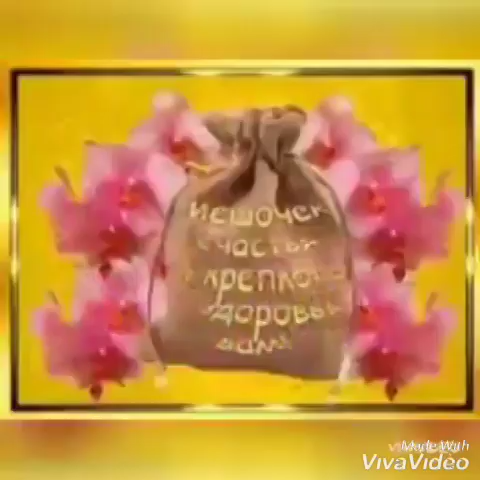 мешочек
счастья
крепкого
здоровья
вам
Made With
VivaVideo